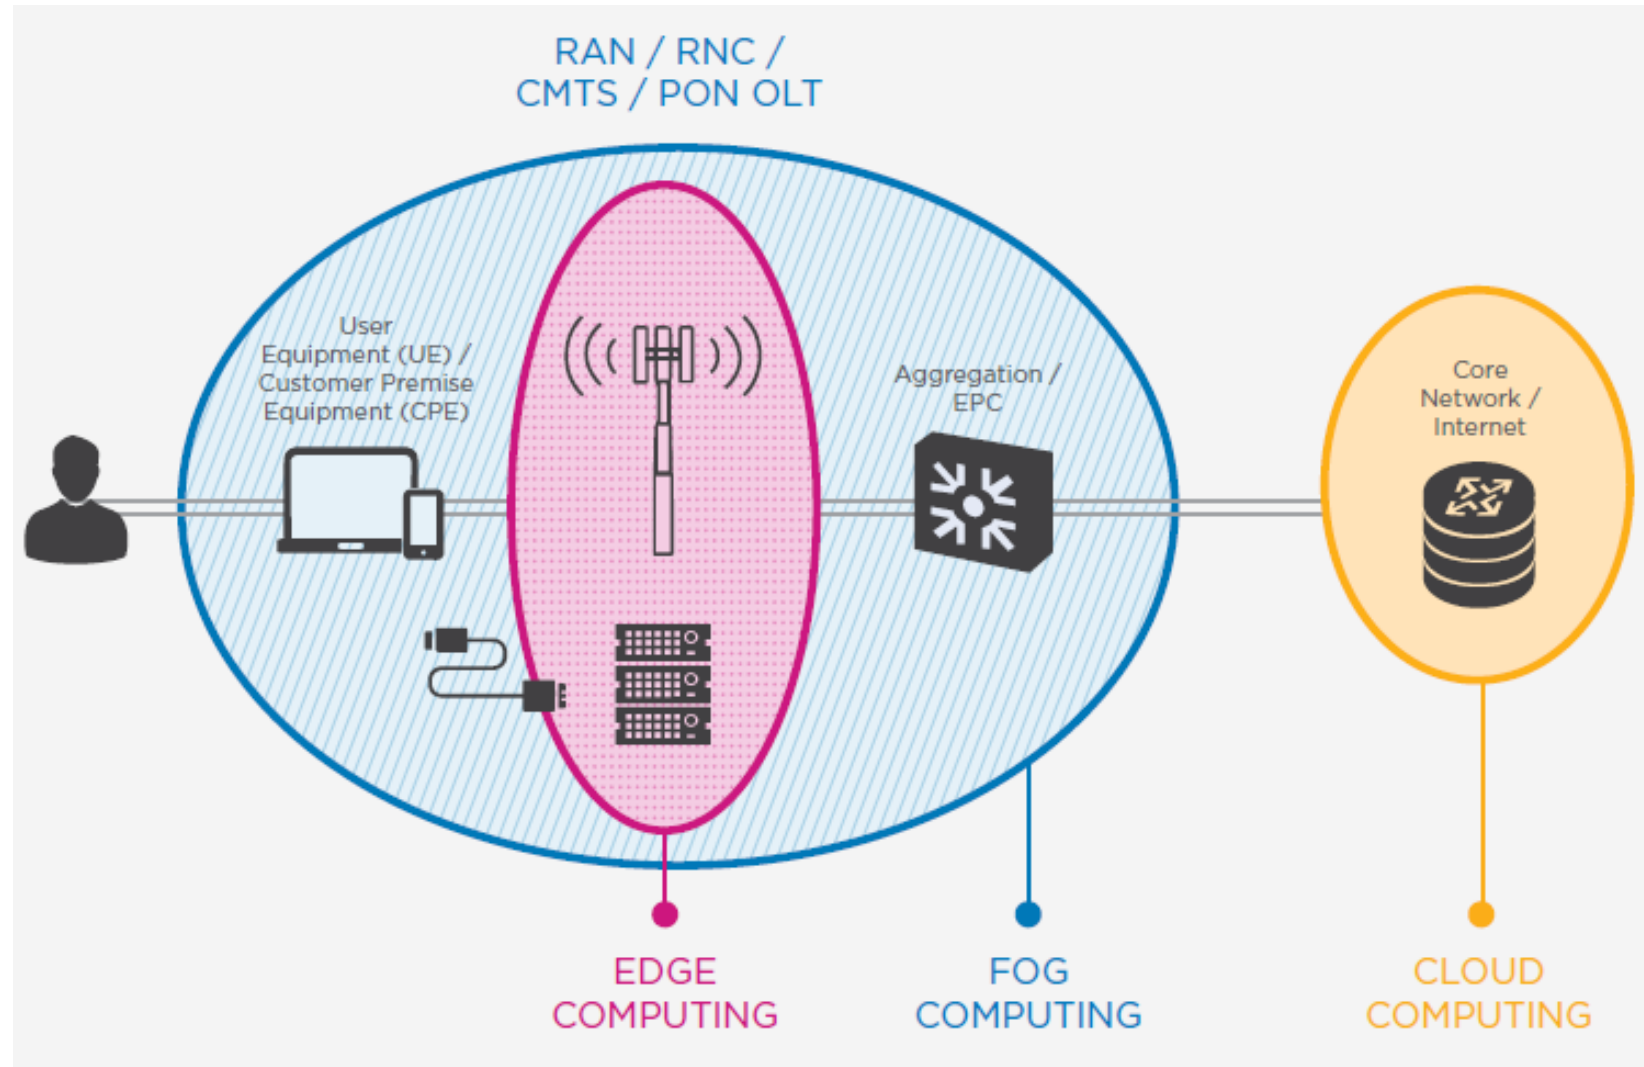 RAN / RNC /
CMTS / PON OLT
User
Equipment (UE) /
Customer Premise
Equipment (CPE)
Aggregation /
EPC
Core
Network /
Internet
EDGE
COMPUTING
FOG
COMPUTING
CLOUD
COMPUTING